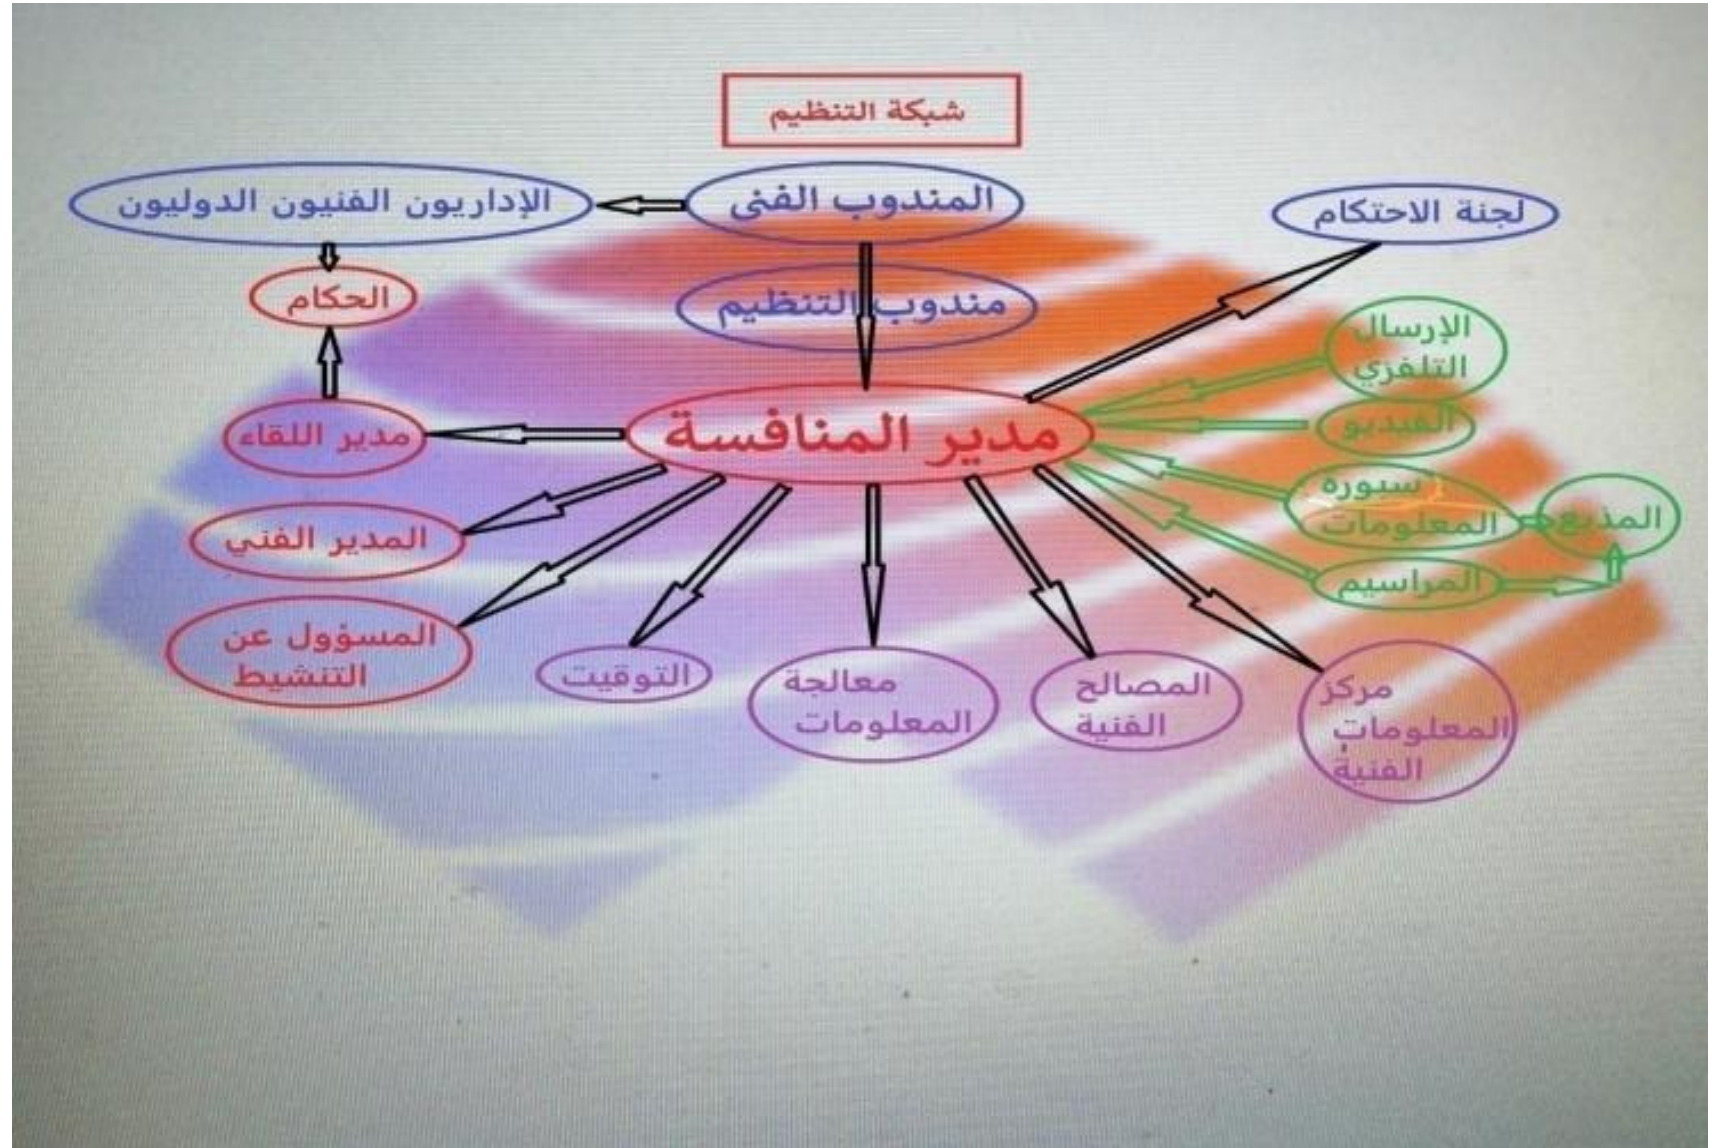 شبكة التنظيم
المندوب الفني
الإداريون الفنيون الدوليون
لجنة الاحتكام
مندوب التنظيم
الحكام
الإرسال
التلفزي
الفيديو
مدير المنافسة
مدير اللقاء
سبورة
المعلومات
المذيع
المراسيم
المدير الفني
المسؤول عن
التنشيط
التوقيت
معالجة
المعلومات
المصالح
الفنية
مركز
المعلومات
الفنية